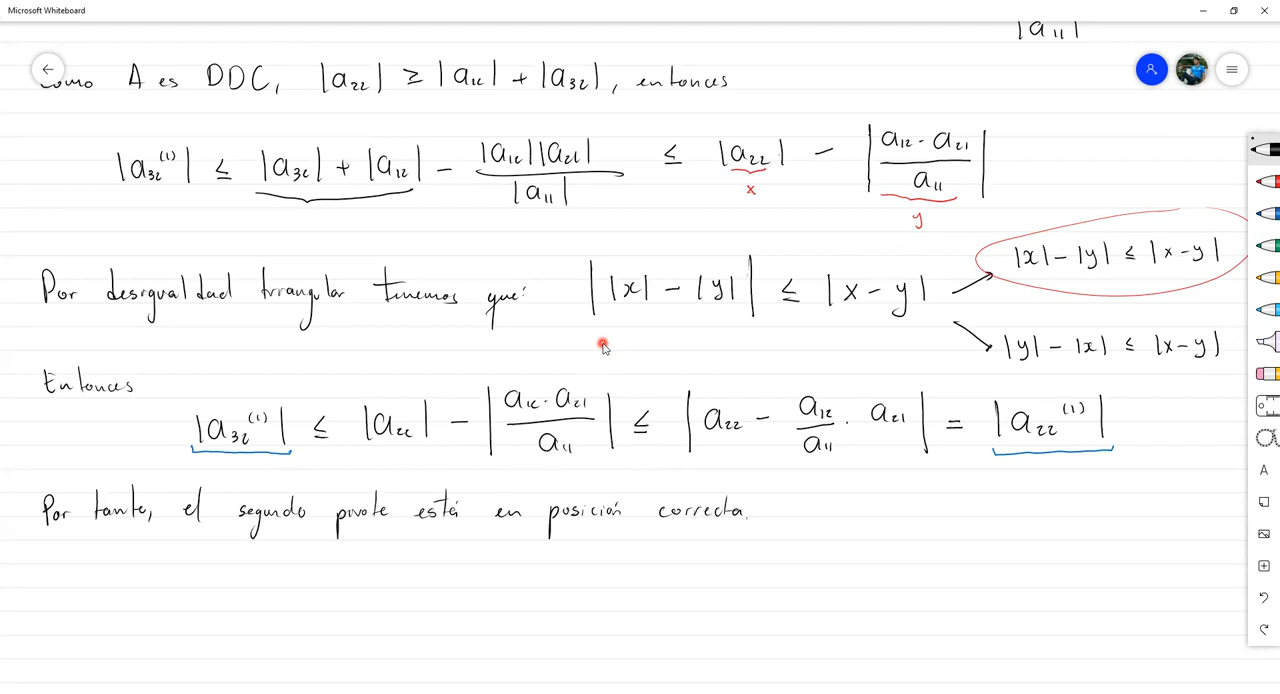 Microsoft Whiteboard
|a₁₁|
Como A es DDC, |a₂₂| ≥ |a₁₂| + |a₃₂|, entonces
|a₃₂⁽¹⁾| ≤ |a₃₂| + |a₁₂| - |a₁₂||a₂₁| / |a₁₁| ≤ |a₂₂| - |a₁₂·a₂₁ / a₁₁|
x
y
|x| - |y| ≤ |x-y|
Por desigualdad triangular tenemos que: ||x| - |y|| ≤ |x - y|
|y| - |x| ≤ |x-y|
Entonces
|a₃₂⁽¹⁾| ≤ |a₂₂| - |a₁₂·a₂₁ / a₁₁| ≤ |a₂₂ - a₁₂/a₁₁ · a₂₁| = |a₂₂⁽¹⁾|
Por tanto, el segundo pivote está en posición correcta.
A